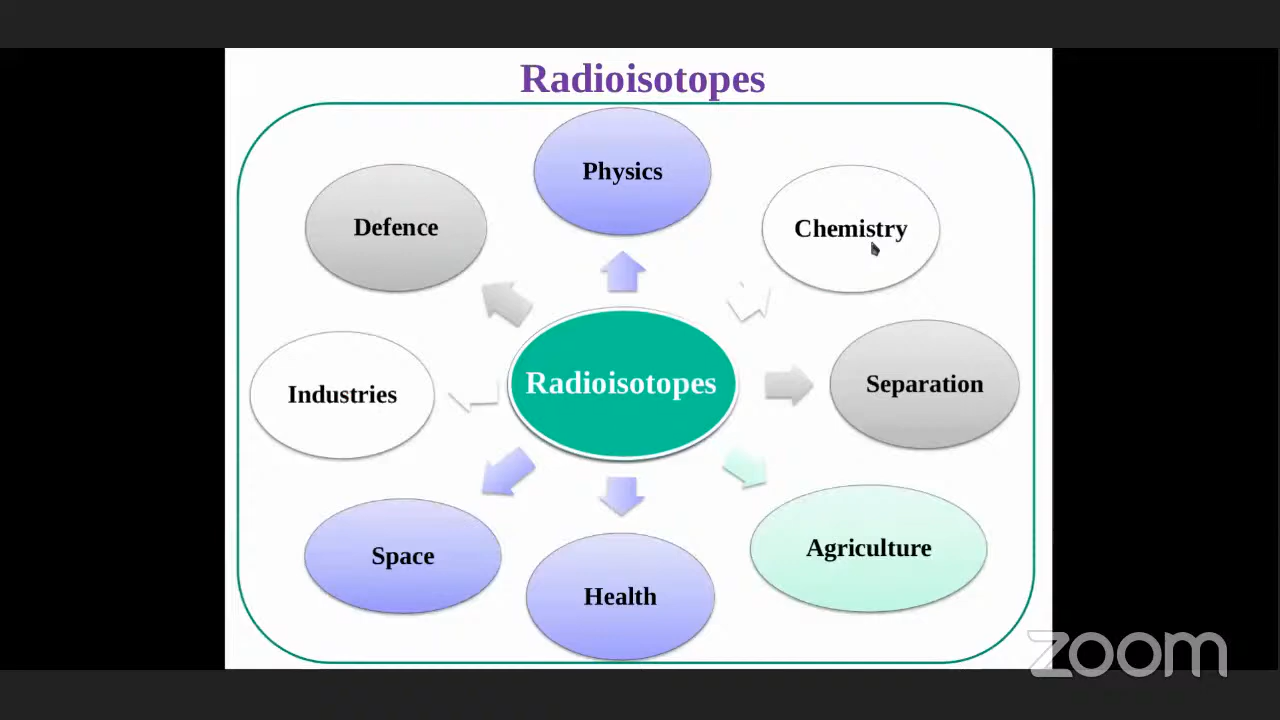 Radioisotopes
Physics
Defence
Chemistry
Radioisotopes
Separation
Industries
Agriculture
Space
Health
zoom